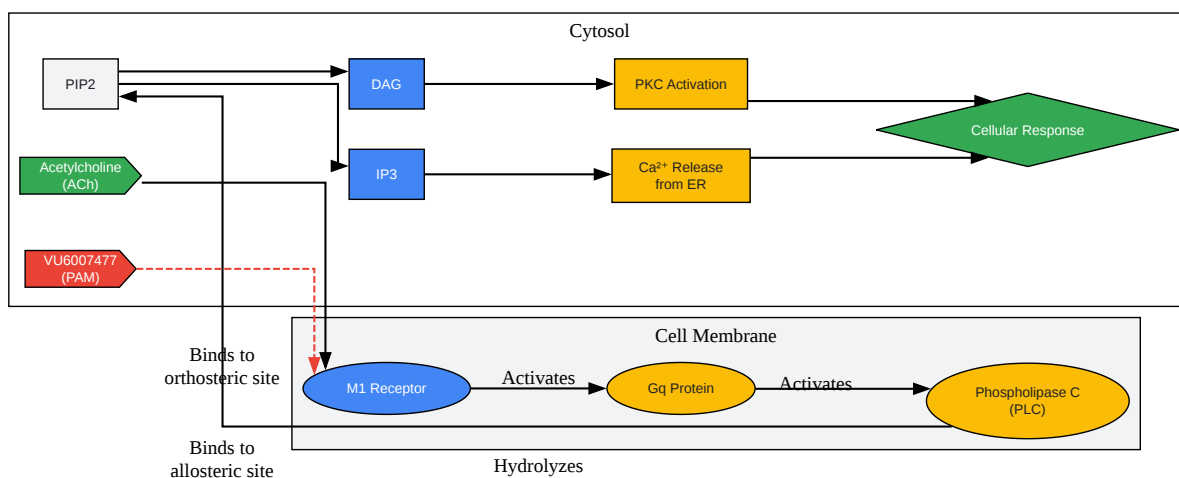 Cytosol
PIP2
DAG
PKC Activation
Cellular Response
Acetylcholine
(ACh)
IP3
Ca²⁺ Release
from ER
VU6007477
(PAM)
Cell Membrane
Binds to
orthosteric site
M1 Receptor
Activates
Gq Protein
Activates
Phospholipase C
(PLC)
Binds to
allosteric site
Hydrolyzes